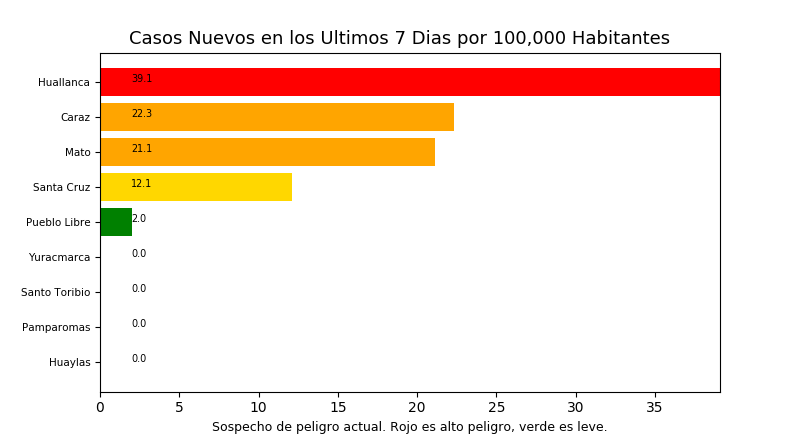 Casos Nuevos en los Ultimos 7 Dias por 100,000 Habitantes
Huallanca 39.1
Caraz 22.3
Mato 21.1
Santa Cruz 12.1
Pueblo Libre 2.0
Yuracmarca 0.0
Santo Toribio 0.0
Pamparomas 0.0
Huaylas 0.0
0 5 10 15 20 25 30 35
Sospecho de peligro actual. Rojo es alto peligro, verde es leve.